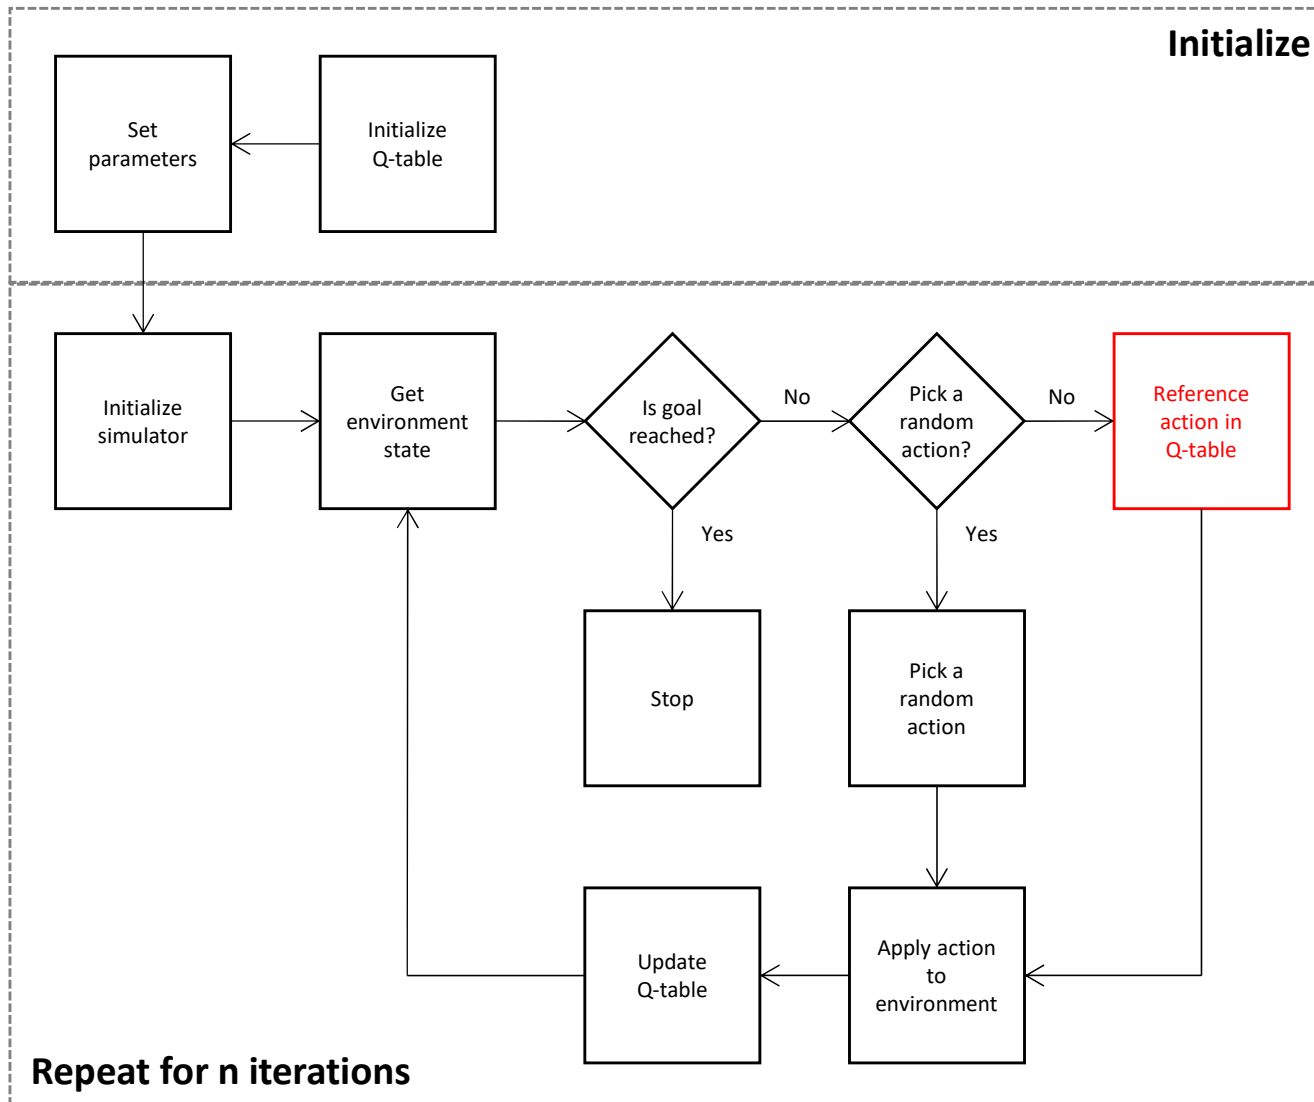 Initialize
Set
parameters
Initialize
Q-table
Initialize
simulator
Get
environment
state
Is goal
reached?
No
Pick a
random
action?
No
Reference
action in
Q-table
Yes
Yes
Stop
Pick a
random
action
Update
Q-table
Apply action
to
environment
Repeat for n iterations